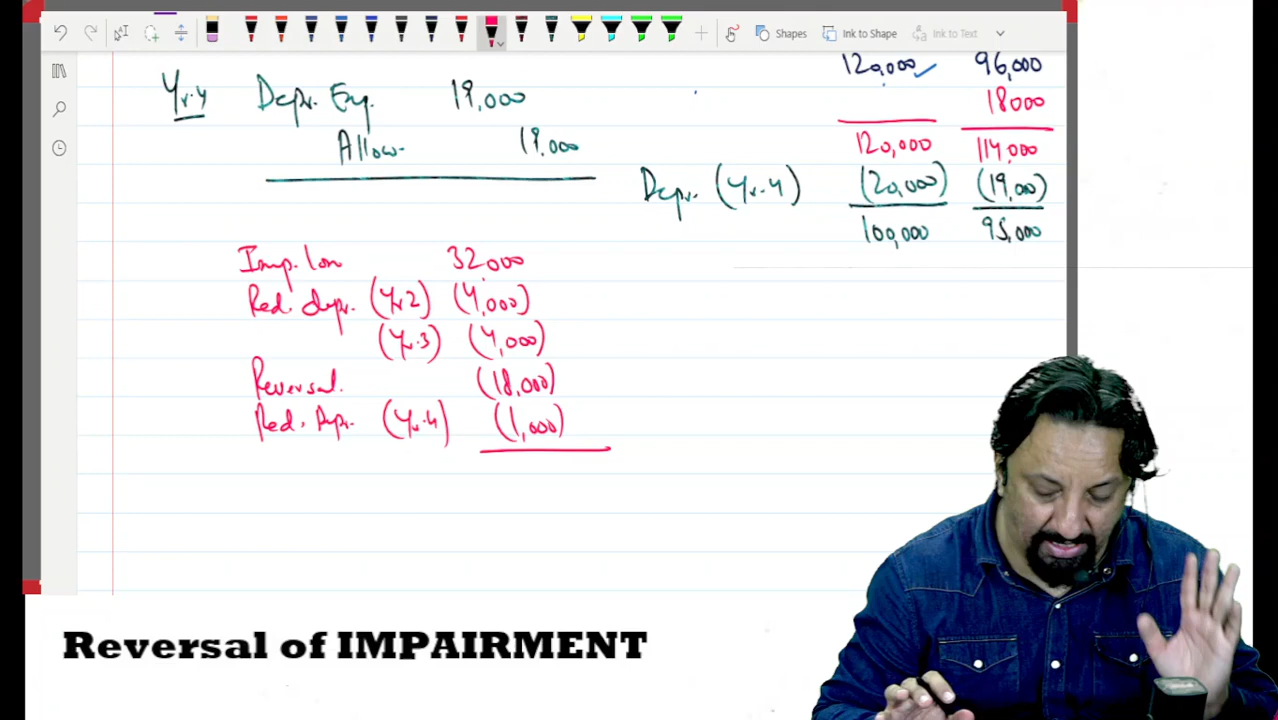 Shapes
Ink to Shape
Ink to Text
120,000 96,000
18000
120,000 114,000
Yr.4 Depr. Exp. 19,000
Allow. 19,000
Depr. (Yr.4) (20,000) (19,000)
100,000 95,000
Imp. loss 32,000
Red. depr. (Yr2) (4,000)
(Yr.3) (4,000)
Reversal. (18,000)
Red. Depr. (Yr.4) (1,000)
Reversal of IMPAIRMENT